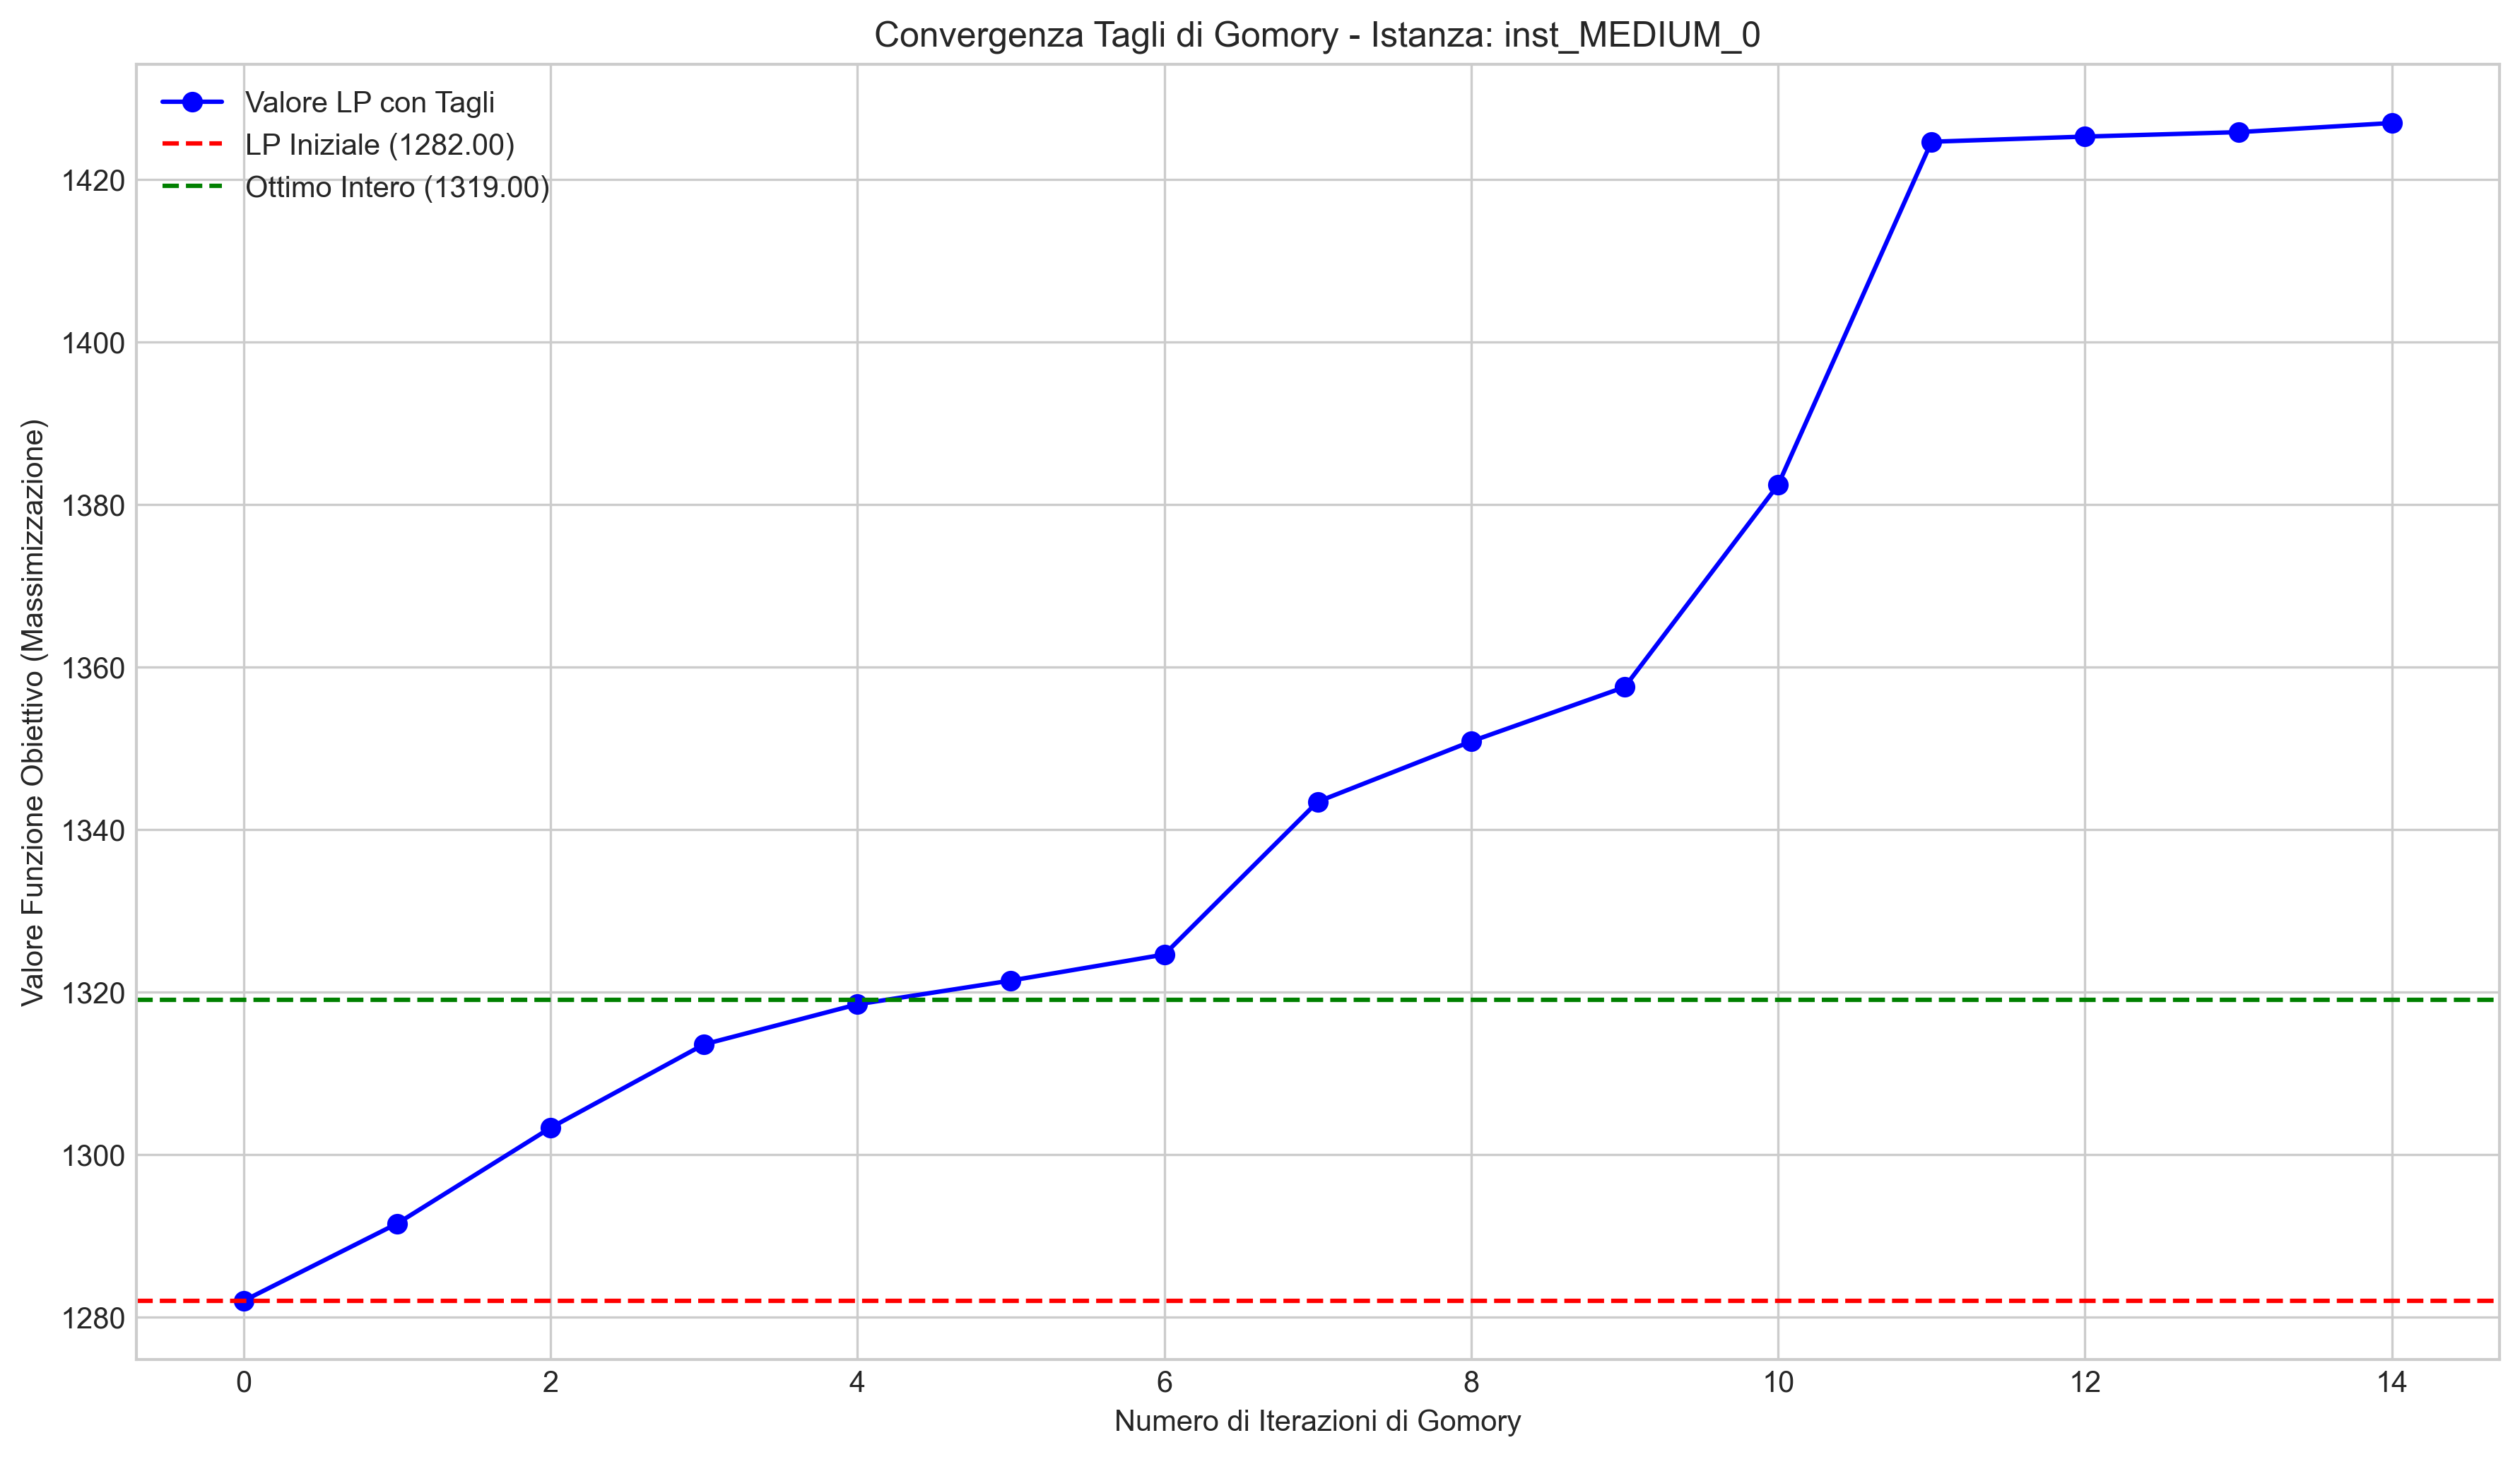 Convergenza Tagli di Gomory - Istanza: inst_MEDIUM_0
Valore LP con Tagli
LP Iniziale (1282.00)
Ottimo Intero (1319.00)
Valore Funzione Obiettivo (Massimizzazione)
1420
1400
1380
1360
1340
1320
1300
1280
0 2 4 6 8 10 12 14
Numero di Iterazioni di Gomory